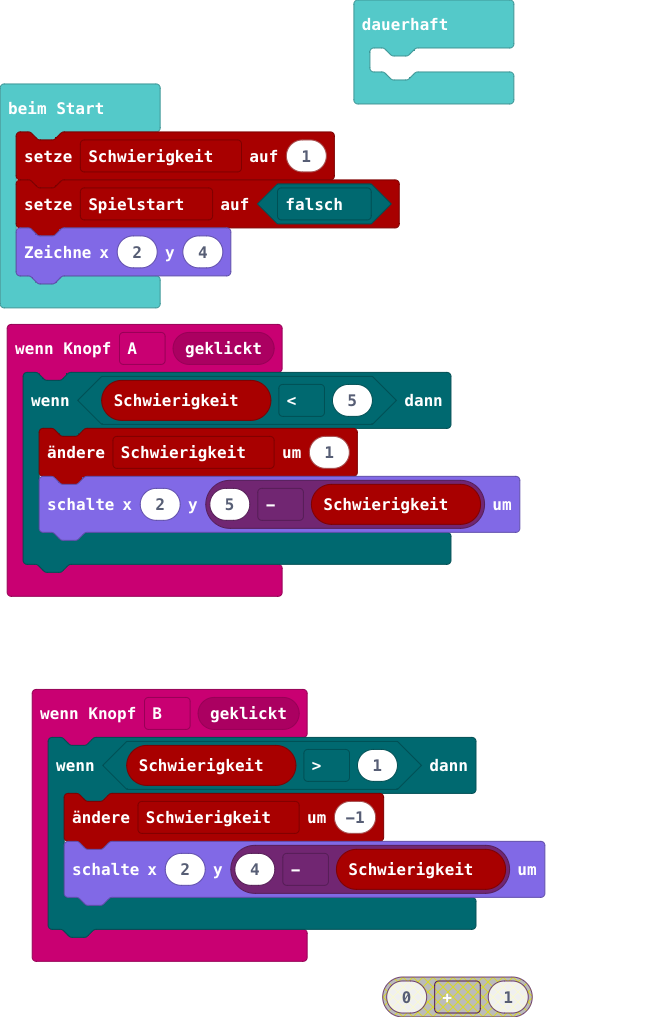 dauerhaft
beim Start
setze Schwierigkeit auf 1
setze Spielstart auf falsch
Zeichne x 2 y 4
wenn Knopf A geklickt
wenn Schwierigkeit < 5 dann
ändere Schwierigkeit um 1
schalte x 2 y 5 - Schwierigkeit um
wenn Knopf B geklickt
wenn Schwierigkeit > 1 dann
ändere Schwierigkeit um -1
schalte x 2 y 4 - Schwierigkeit um
0 + 1